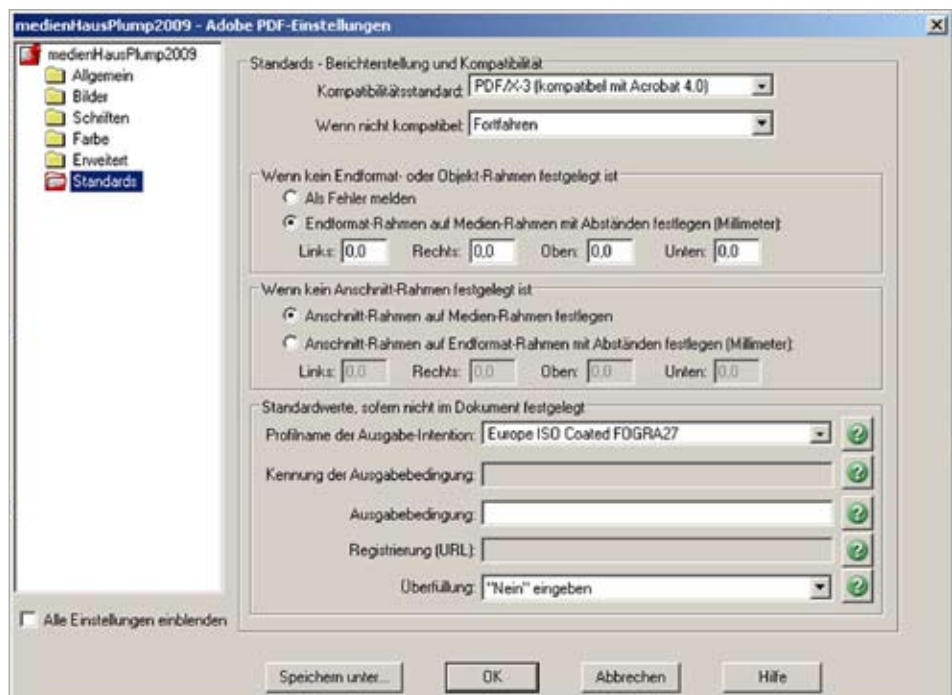 medienHausPlump2009 - Adobe PDF-Einstellungen
medienHausPlump2009
Allgemein
Bilder
Schriften
Farbe
Erweitert
Standards
Alle Einstellungen einblenden
Standards - Berichterstellung und Kompatibilität
Kompatibilitätsstandard: PDF/X-3 (kompatibel mit Acrobat 4.0)
Wenn nicht kompatibel: Fortfahren
Wenn kein Endformat- oder Objekt-Rahmen festgelegt ist
Als Fehler melden
Endformat-Rahmen auf Medien-Rahmen mit Abständen festlegen (Millimeter):
Links: 0,0 Rechts: 0,0 Oben: 0,0 Unten: 0,0
Wenn kein Anschnitt-Rahmen festgelegt ist
Anschnitt-Rahmen auf Medien-Rahmen festlegen
Anschnitt-Rahmen auf Endformat-Rahmen mit Abständen festlegen (Millimeter):
Links: 0,0 Rechts: 0,0 Oben: 0,0 Unten: 0,0
Standardwerte, sofern nicht im Dokument festgelegt
Profilname der Ausgabe-Intention: Europe ISO Coated FOGRA27 ?
Kennung der Ausgabebedingung: ?
Ausgabebedingung: ?
Registrierung (URL): ?
Überfüllung: "Nein" eingeben ?
Speichern unter... OK Abbrechen Hilfe